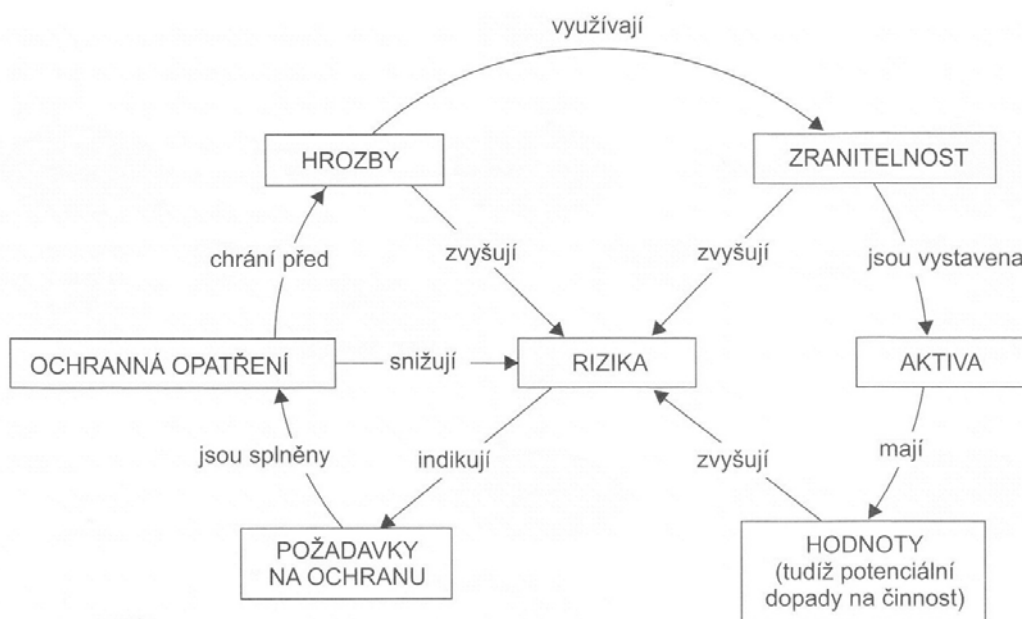 využívají
HROZBY
ZRANITELNOST
chrání před
zvyšují
zvyšují
jsou vystavena
OCHRANNÁ OPATŘENÍ
snižují
RIZIKA
AKTIVA
jsou splněny
indikují
zvyšují
mají
POŽADAVKY
NA OCHRANU
HODNOTY
(tudíž potenciální
dopady na činnost)